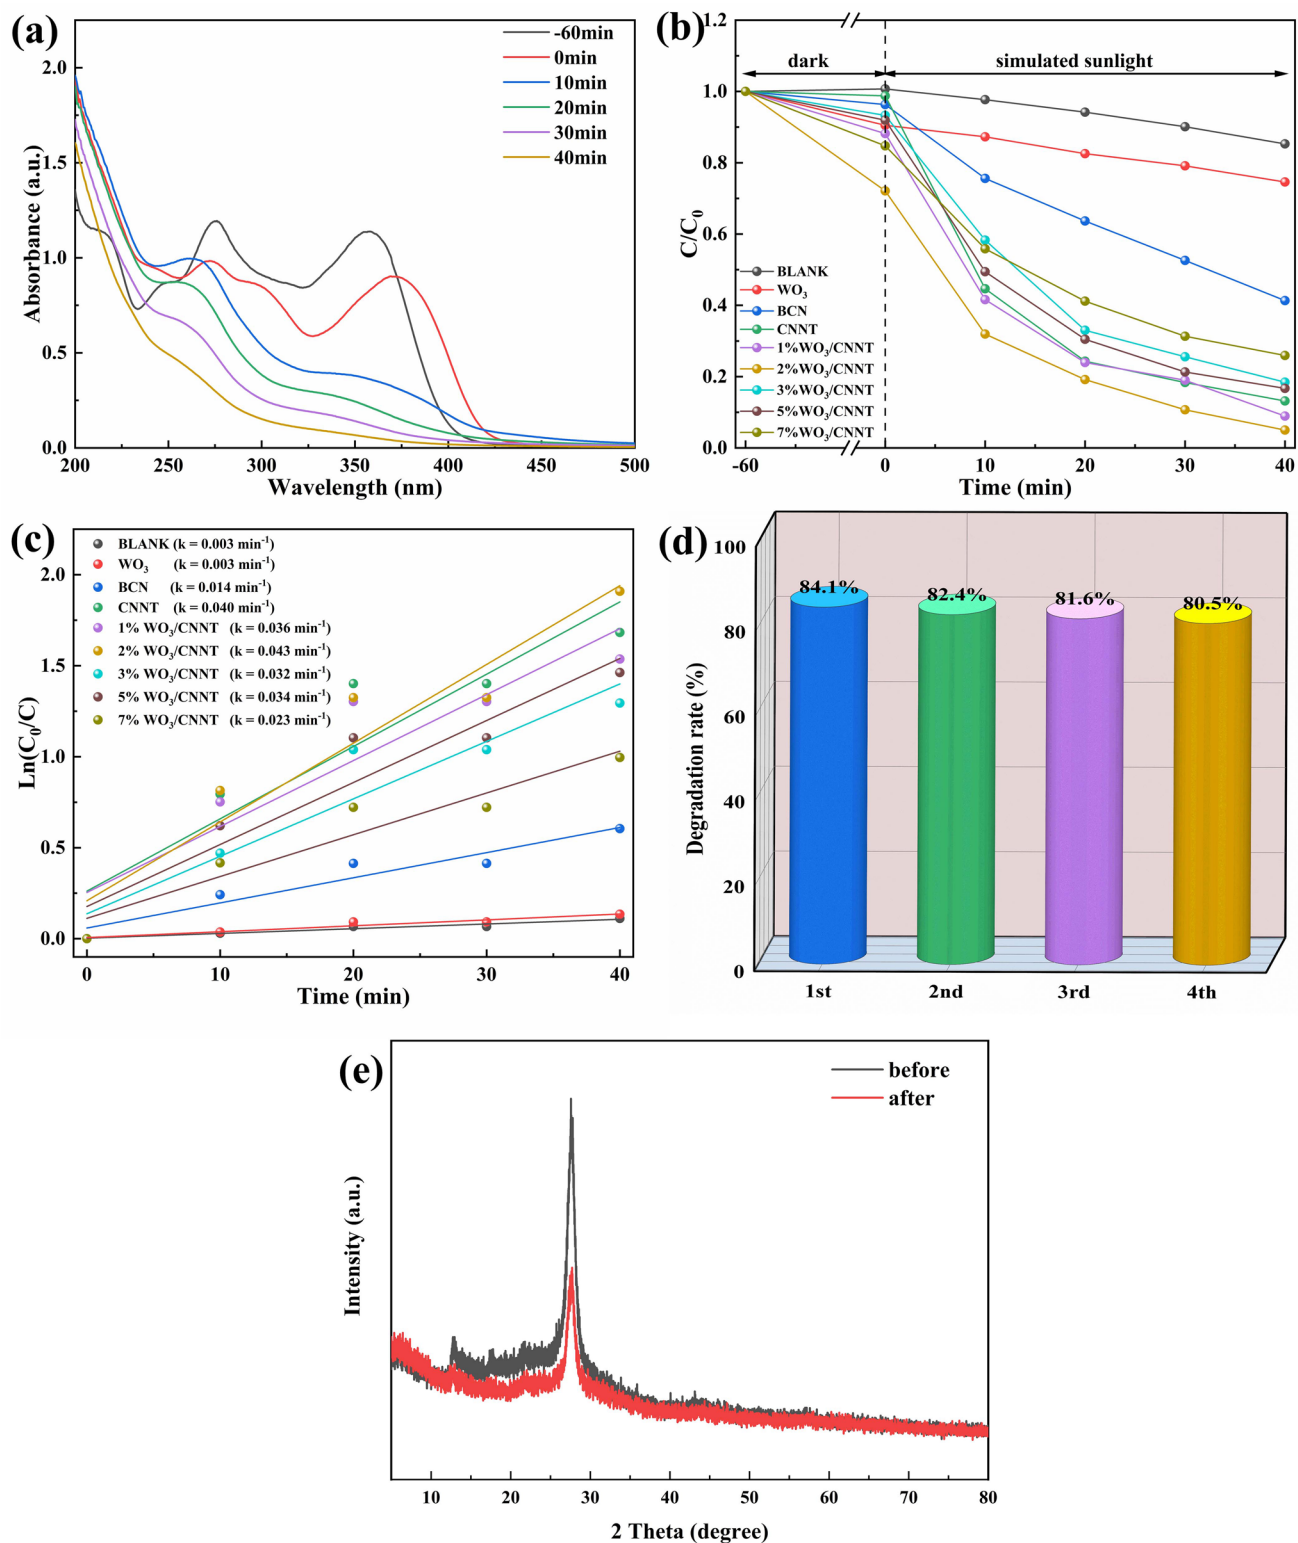 (a)
-60min
0min
10min
20min
30min
40min
2.0
1.5
1.0
0.5
0.0
Absorbance (a.u.)
200 250 300 350 400 450 500
Wavelength (nm)
(b)
dark
simulated sunlight
1.2
1.0
0.8
0.6
0.4
0.2
0.0
C/C₀
BLANK
WO₃
BCN
CNNT
1%WO₃/CNNT
2%WO₃/CNNT
3%WO₃/CNNT
5%WO₃/CNNT
7%WO₃/CNNT
-60 0 10 20 30 40
Time (min)
(c)
BLANK (k = 0.003 min⁻¹)
WO₃ (k = 0.003 min⁻¹)
BCN (k = 0.014 min⁻¹)
CNNT (k = 0.040 min⁻¹)
1% WO₃/CNNT (k = 0.036 min⁻¹)
2% WO₃/CNNT (k = 0.043 min⁻¹)
3% WO₃/CNNT (k = 0.032 min⁻¹)
5% WO₃/CNNT (k = 0.034 min⁻¹)
7% WO₃/CNNT (k = 0.023 min⁻¹)
2.0
1.5
1.0
0.5
0.0
Ln(C₀/C)
0 10 20 30 40
Time (min)
(d)
100
80
60
40
20
0
Degradation rate (%)
84.1% 82.4% 81.6% 80.5%
1st 2nd 3rd 4th
(e)
before
after
Intensity (a.u.)
10 20 30 40 50 60 70 80
2 Theta (degree)